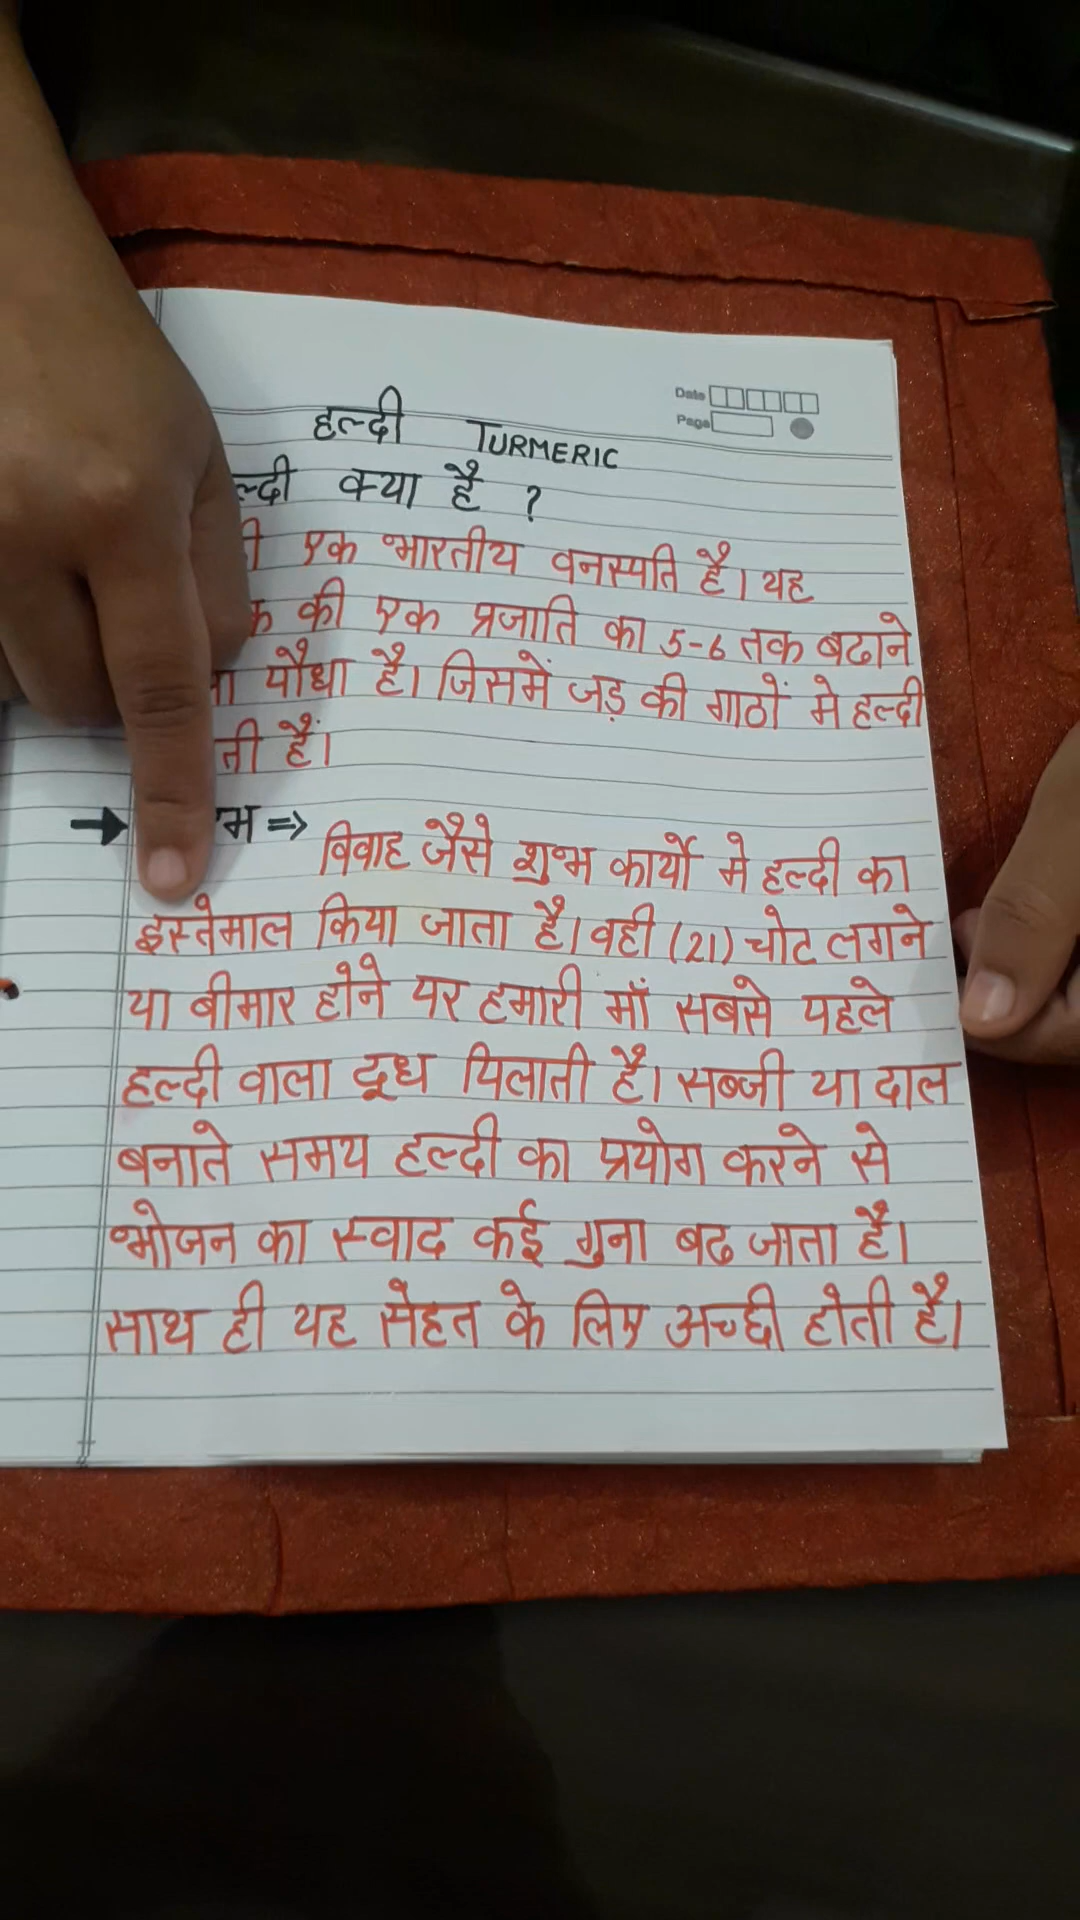 Date
Page
हल्दी TURMERIC
क्या है ?
एक भारतीय वनस्पति है। यह
की एक प्रजाति का 5-6 तक बढाने
पौधा है। जिसमें जड़ की गाठों मे हल्दी
है।
⇒
विवाह जैसे शुभ कार्यो मे हल्दी का
इस्तेमाल किया जाता है। वही (21) चोट लगने
या बीमार होने पर हमारी माँ सबसे पहले
हल्दी वाला दूध पिलाती है। सब्जी या दाल
बनाते समय हल्दी का प्रयोग करने से
भोजन का स्वाद कई गुना बढ जाता है।
साथ ही यह सेहत के लिए अच्छी होती है।